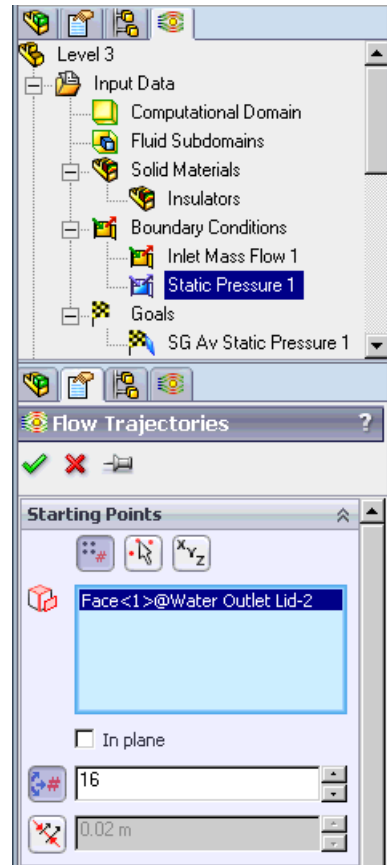 Level 3
Input Data
Computational Domain
Fluid Subdomains
Solid Materials
Insulators
Boundary Conditions
Inlet Mass Flow 1
Static Pressure 1
Goals
SG Av Static Pressure 1
Flow Trajectories ?
Starting Points
# X Y Z
Face<1>@Water Outlet Lid-2
In plane
# 16
0.02 m